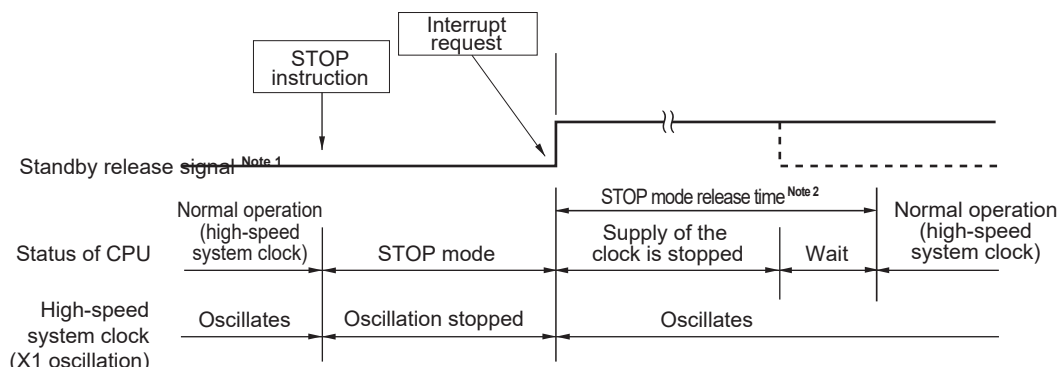 Interrupt
request
STOP
instruction
Standby release signal Note 1
STOP mode release time Note 2
Status of CPU
Normal operation
(high-speed
system clock)
STOP mode
Supply of the
clock is stopped
Wait
Normal operation
(high-speed
system clock)
High-speed
system clock
(X1 oscillation)
Oscillates
Oscillation stopped
Oscillates